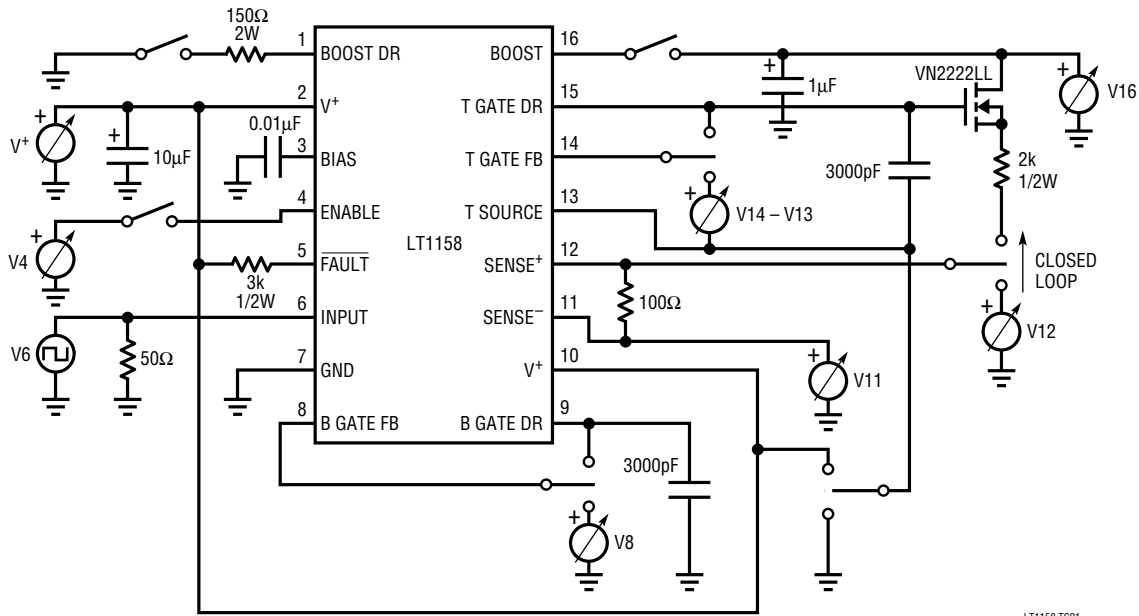 150Ω
2W
1
BOOST DR
BOOST
16
VN2222LL
+
V16
+
1µF
2
V+
T GATE DR
15
+
V+
+
10µF
0.01µF
3
BIAS
T GATE FB
14
3000pF
2k
1/2W
+
V14 – V13
4
ENABLE
T SOURCE
13
+
V4
LT1158
5
FAULT
SENSE+
12
CLOSED
LOOP
3k
1/2W
100Ω
6
INPUT
SENSE–
11
+
V12
V6
50Ω
7
GND
V+
10
+
V11
8
B GATE FB
B GATE DR
9
3000pF
+
V8
LT1158 TC01